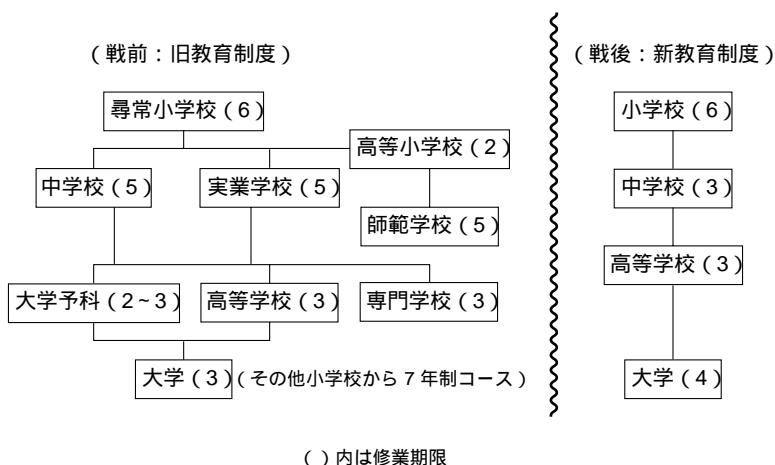 （戦前：旧教育制度）
尋常小学校（6）
高等小学校（2）
中学校（5）
実業学校（5）
師範学校（5）
大学予科（2~3）
高等学校（3）
専門学校（3）
大学（3）（その他小学校から7年制コース）
（戦後：新教育制度）
小学校（6）
中学校（3）
高等学校（3）
大学（4）
（ ）内は修業期限